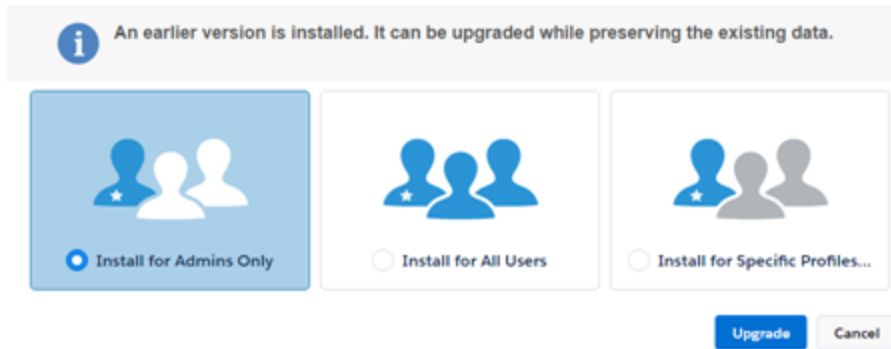 An earlier version is installed. It can be upgraded while preserving the existing data.
Install for Admins Only
Install for All Users
Install for Specific Profiles...
Upgrade
Cancel